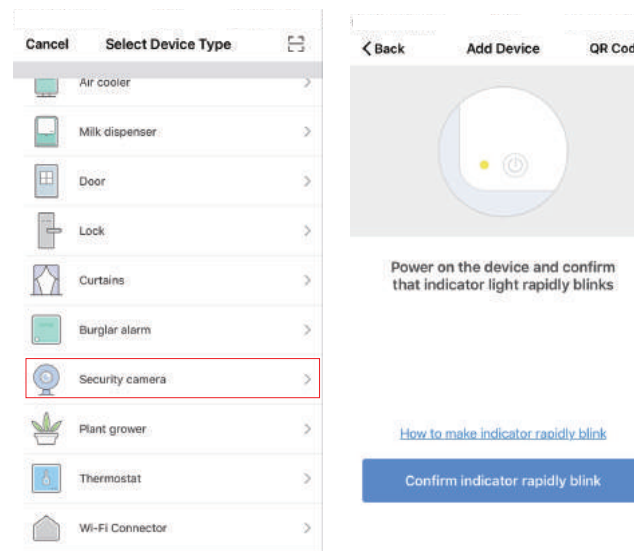 Cancel
Select Device Type
Air cooler
Milk dispenser
Door
Lock
Curtains
Burglar alarm
Security camera
Plant grower
Thermostat
Wi-Fi Connector
Back
Add Device
QR Cod
Power on the device and confirm
that indicator light rapidly blinks
How to make indicator rapidly blink
Confirm indicator rapidly blink